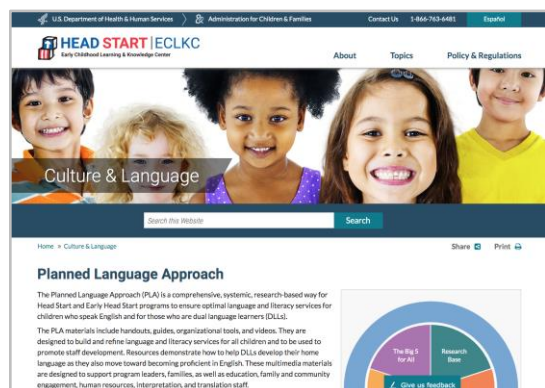 U.S. Department of Health & Human Services Administration for Children & Families Contact Us 1-866-763-6481 Español
HEAD START | ECLKC
Early Childhood Learning & Knowledge Center
About Topics Policy & Regulations
Culture & Language
Search this Website Search
Home » Culture & Language Share Print
Planned Language Approach
The Planned Language Approach (PLA) is a comprehensive, systemic, research-based way for
Head Start and Early Head Start programs to ensure optimal language and literacy services for
children who speak English and for those who are dual language learners (DLLs).
The PLA materials include handouts, guides, organizational tools, and videos. They are
designed to build and refine language and literacy services for all children and to be used to
promote staff development. Resources demonstrate how to help DLLs develop their home
language as they also move toward becoming proficient in English. These multimedia materials
are designed to support program leaders, families, as well as education, family and community
engagement, human resources, interpretation, and translation staff.
The Big 5
for All
Research
Base
Give us feedback